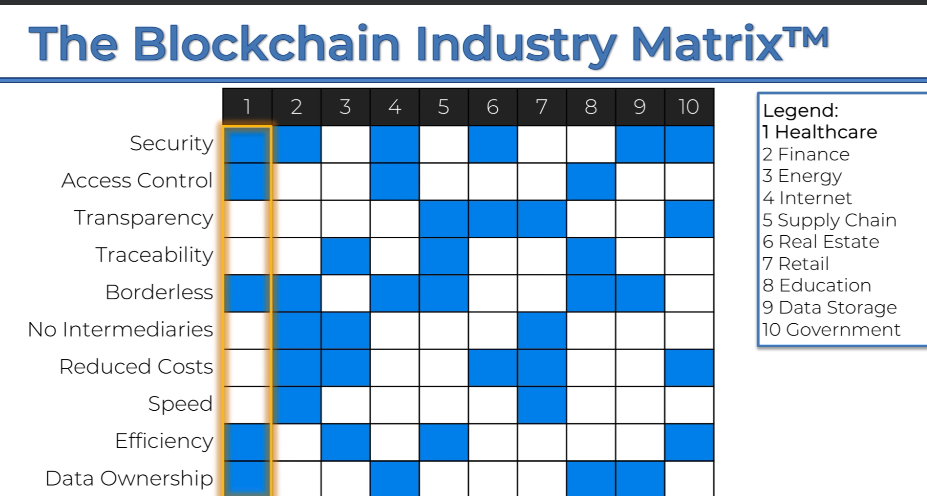 The Blockchain Industry Matrix™
1 2 3 4 5 6 7 8 9 10
Security
Access Control
Transparency
Traceability
Borderless
No Intermediaries
Reduced Costs
Speed
Efficiency
Data Ownership
Legend:
1 Healthcare
2 Finance
3 Energy
4 Internet
5 Supply Chain
6 Real Estate
7 Retail
8 Education
9 Data Storage
10 Government